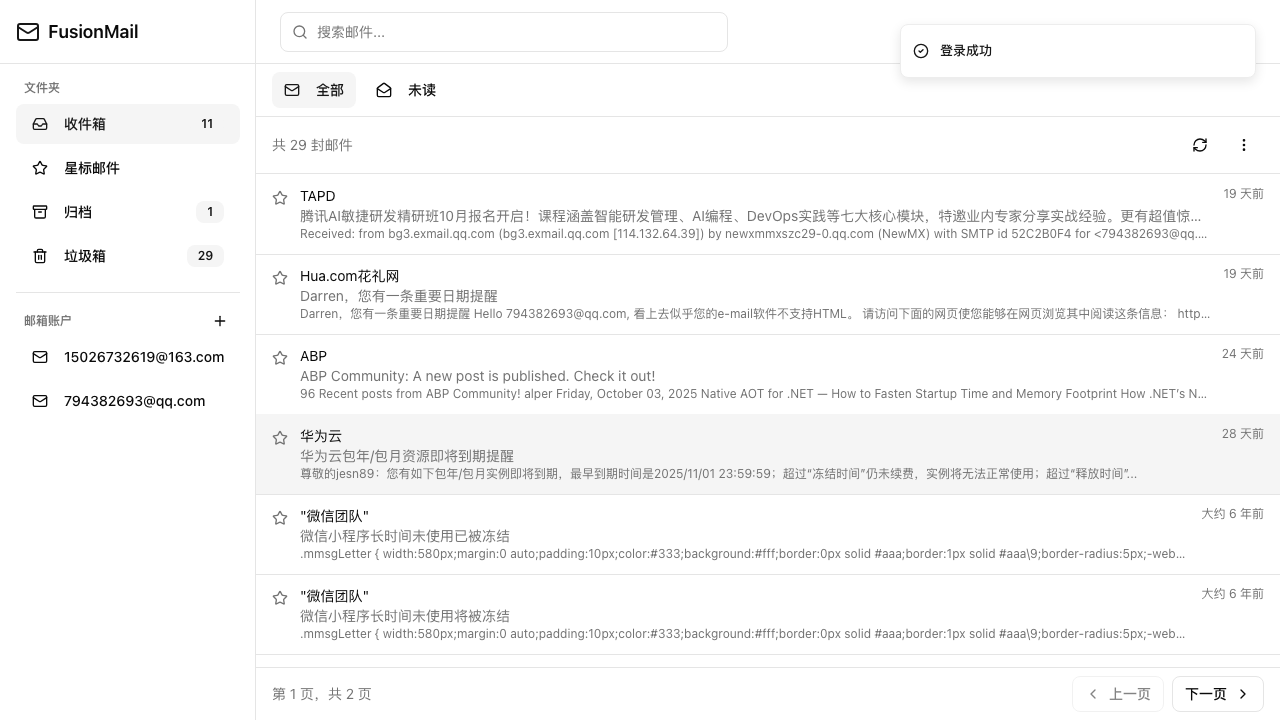 FusionMail
搜索邮件...
登录成功
文件夹
收件箱 11
星标邮件
归档 1
垃圾箱 29
邮箱账户
15026732619@163.com
794382693@qq.com
全部 未读
共 29 封邮件
TAPD 19 天前
腾讯AI敏捷研发精研班10月报名开启！课程涵盖智能研发管理、AI编程、DevOps实践等七大核心模块，特邀业内专家分享实战经验。更有超值惊...
Received: from bg3.exmail.qq.com (bg3.exmail.qq.com [114.132.64.39]) by newxmmxszc29-0.qq.com (NewMX) with SMTP id 52C2B0F4 for <794382693@qq....
Hua.com花礼网 19 天前
Darren，您有一条重要日期提醒
Darren，您有一条重要日期提醒 Hello 794382693@qq.com, 看上去似乎您的e-mail软件不支持HTML。 请访问下面的网页使您能够在网页浏览其中阅读这条信息： http...
ABP 24 天前
ABP Community: A new post is published. Check it out!
96 Recent posts from ABP Community! alper Friday, October 03, 2025 Native AOT for .NET — How to Fasten Startup Time and Memory Footprint How .NET's N...
华为云 28 天前
华为云包年/包月资源即将到期提醒
尊敬的jesn89：您有如下包年/包月实例即将到期，最早到期时间是2025/11/01 23:59:59；超过“冻结时间”仍未续费，实例将无法正常使用；超过“释放时间”...
"微信团队" 大约 6 年前
微信小程序长时间未使用已被冻结
.mmsgLetter { width:580px;margin:0 auto;padding:10px;color:#333;background:#fff;border:0px solid #aaa;border:1px solid #aaa\9;border-radius:5px;-web...
"微信团队" 大约 6 年前
微信小程序长时间未使用将被冻结
.mmsgLetter { width:580px;margin:0 auto;padding:10px;color:#333;background:#fff;border:0px solid #aaa;border:1px solid #aaa\9;border-radius:5px;-web...
第 1 页，共 2 页
上一页 下一页